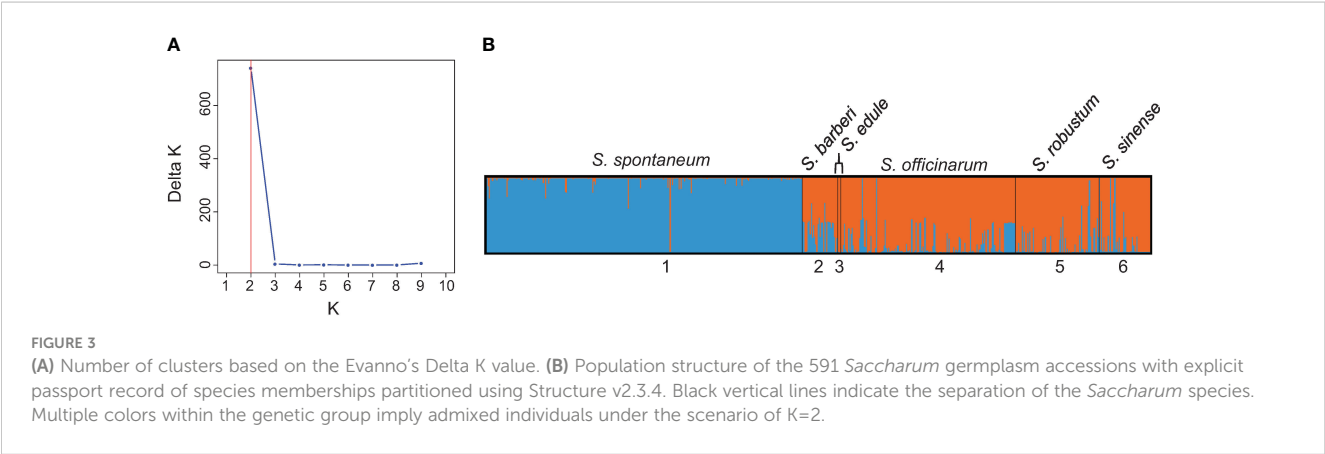 A
B
Delta K
600
400
200
0
1 2 3 4 5 6 7 8 9 10
K
S. spontaneum
S. barberi
S. edule
S. officinarum
S. robustum
S. sinense
1 2 3 4 5 6
FIGURE 3
(A) Number of clusters based on the Evanno's Delta K value. (B) Population structure of the 591 Saccharum germplasm accessions with explicit
passport record of species memberships partitioned using Structure v2.3.4. Black vertical lines indicate the separation of the Saccharum species.
Multiple colors within the genetic group imply admixed individuals under the scenario of K=2.